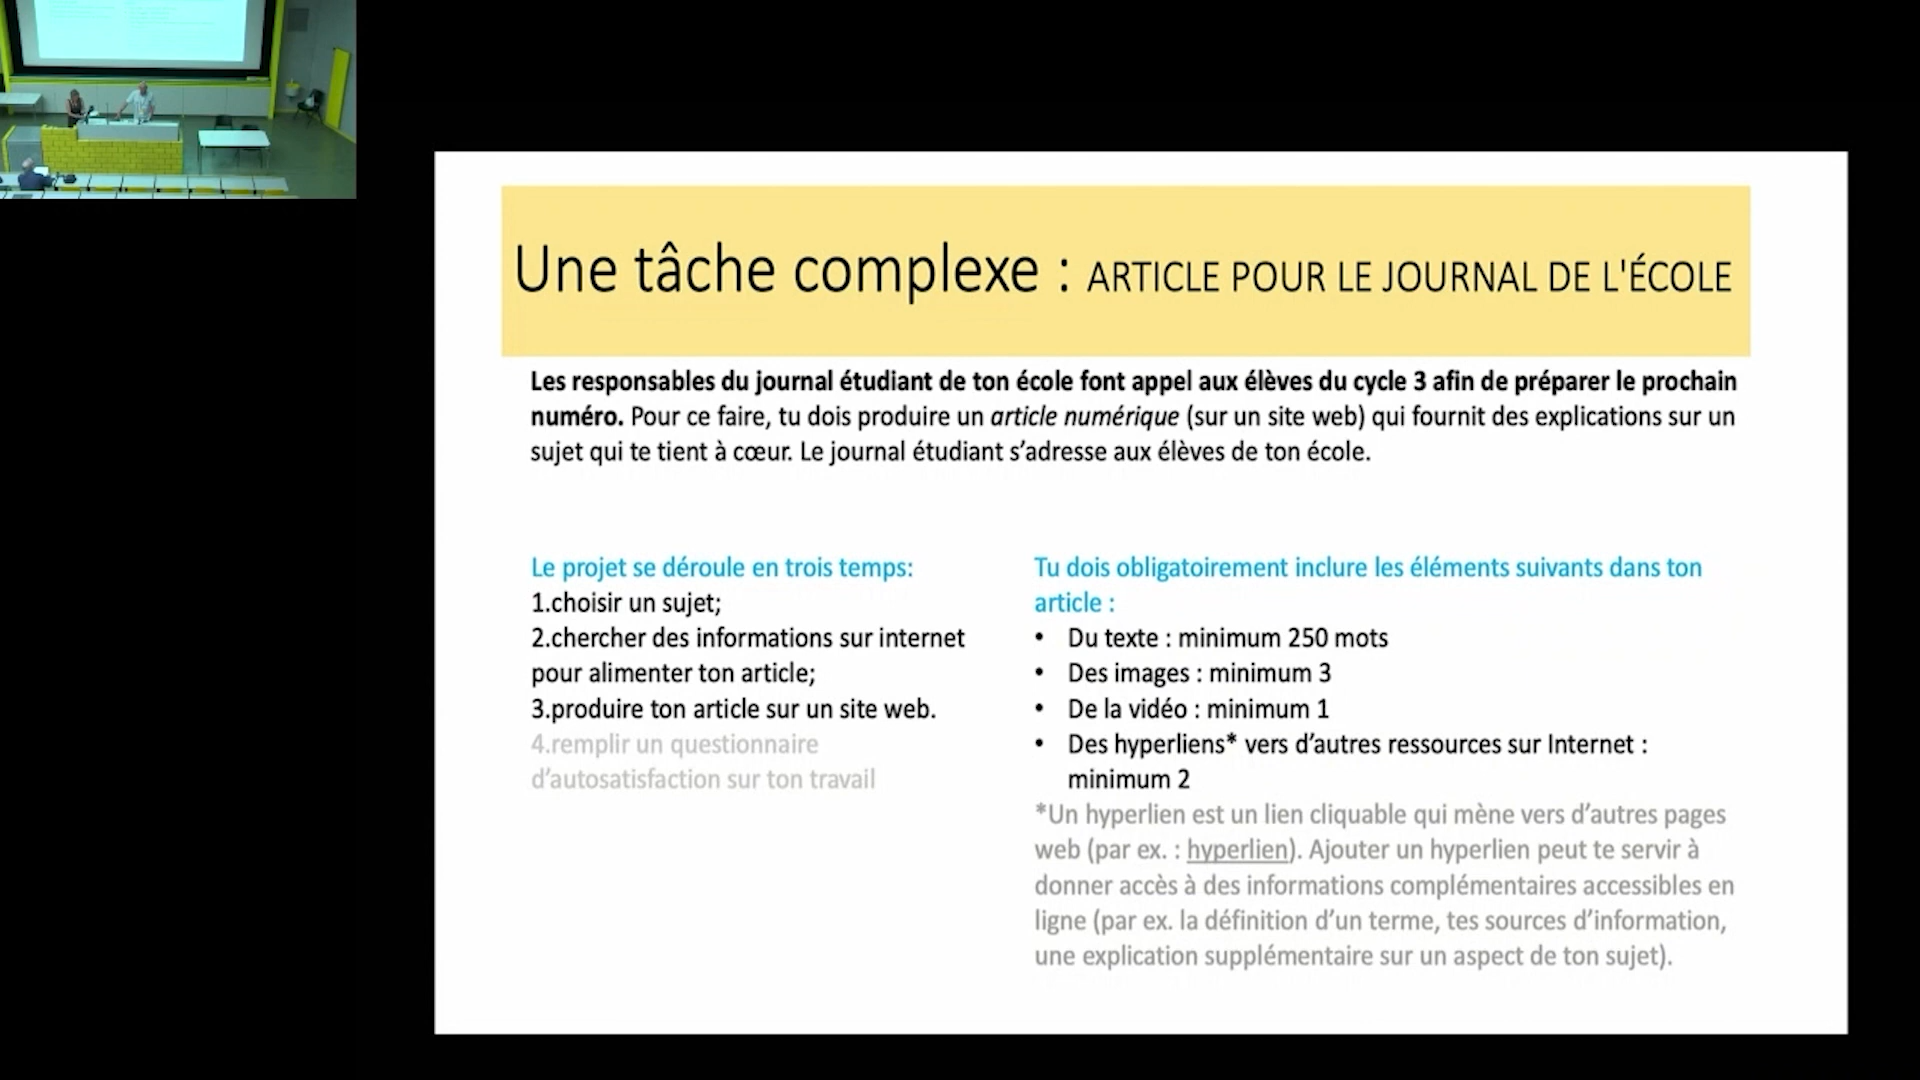 Une tâche complexe : ARTICLE POUR LE JOURNAL DE L'ÉCOLE
Les responsables du journal étudiant de ton école font appel aux élèves du cycle 3 afin de préparer le prochain
numéro. Pour ce faire, tu dois produire un article numérique (sur un site web) qui fournit des explications sur un
sujet qui te tient à cœur. Le journal étudiant s’adresse aux élèves de ton école.
Le projet se déroule en trois temps:
1.choisir un sujet;
2.chercher des informations sur internet
pour alimenter ton article;
3.produire ton article sur un site web.
4.remplir un questionnaire
d’autosatisfaction sur ton travail
Tu dois obligatoirement inclure les éléments suivants dans ton
article :
• Du texte : minimum 250 mots
• Des images : minimum 3
• De la vidéo : minimum 1
• Des hyperliens* vers d’autres ressources sur Internet :
minimum 2
*Un hyperlien est un lien cliquable qui mène vers d’autres pages
web (par ex. : hyperlien). Ajouter un hyperlien peut te servir à
donner accès à des informations complémentaires accessibles en
ligne (par ex. la définition d’un terme, tes sources d’information,
une explication supplémentaire sur un aspect de ton sujet).